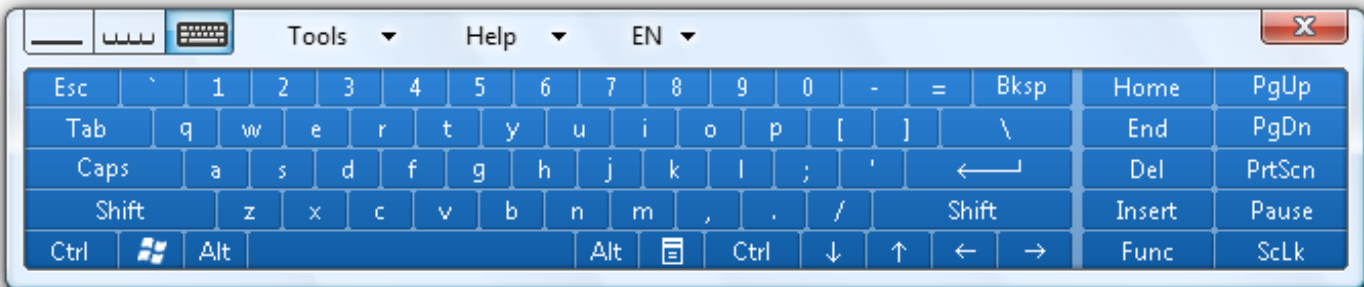 Tools Help EN X
Esc ` 1 2 3 4 5 6 7 8 9 0 - = Bksp Home PgUp
Tab q w e r t y u i o p [ ] \ End PgDn
Caps a s d f g h j k l ; ' Del PrtScn
Shift z x c v b n m , . / Shift Insert Pause
Ctrl Alt Alt Ctrl ↓ ↑ ← → Func ScLk